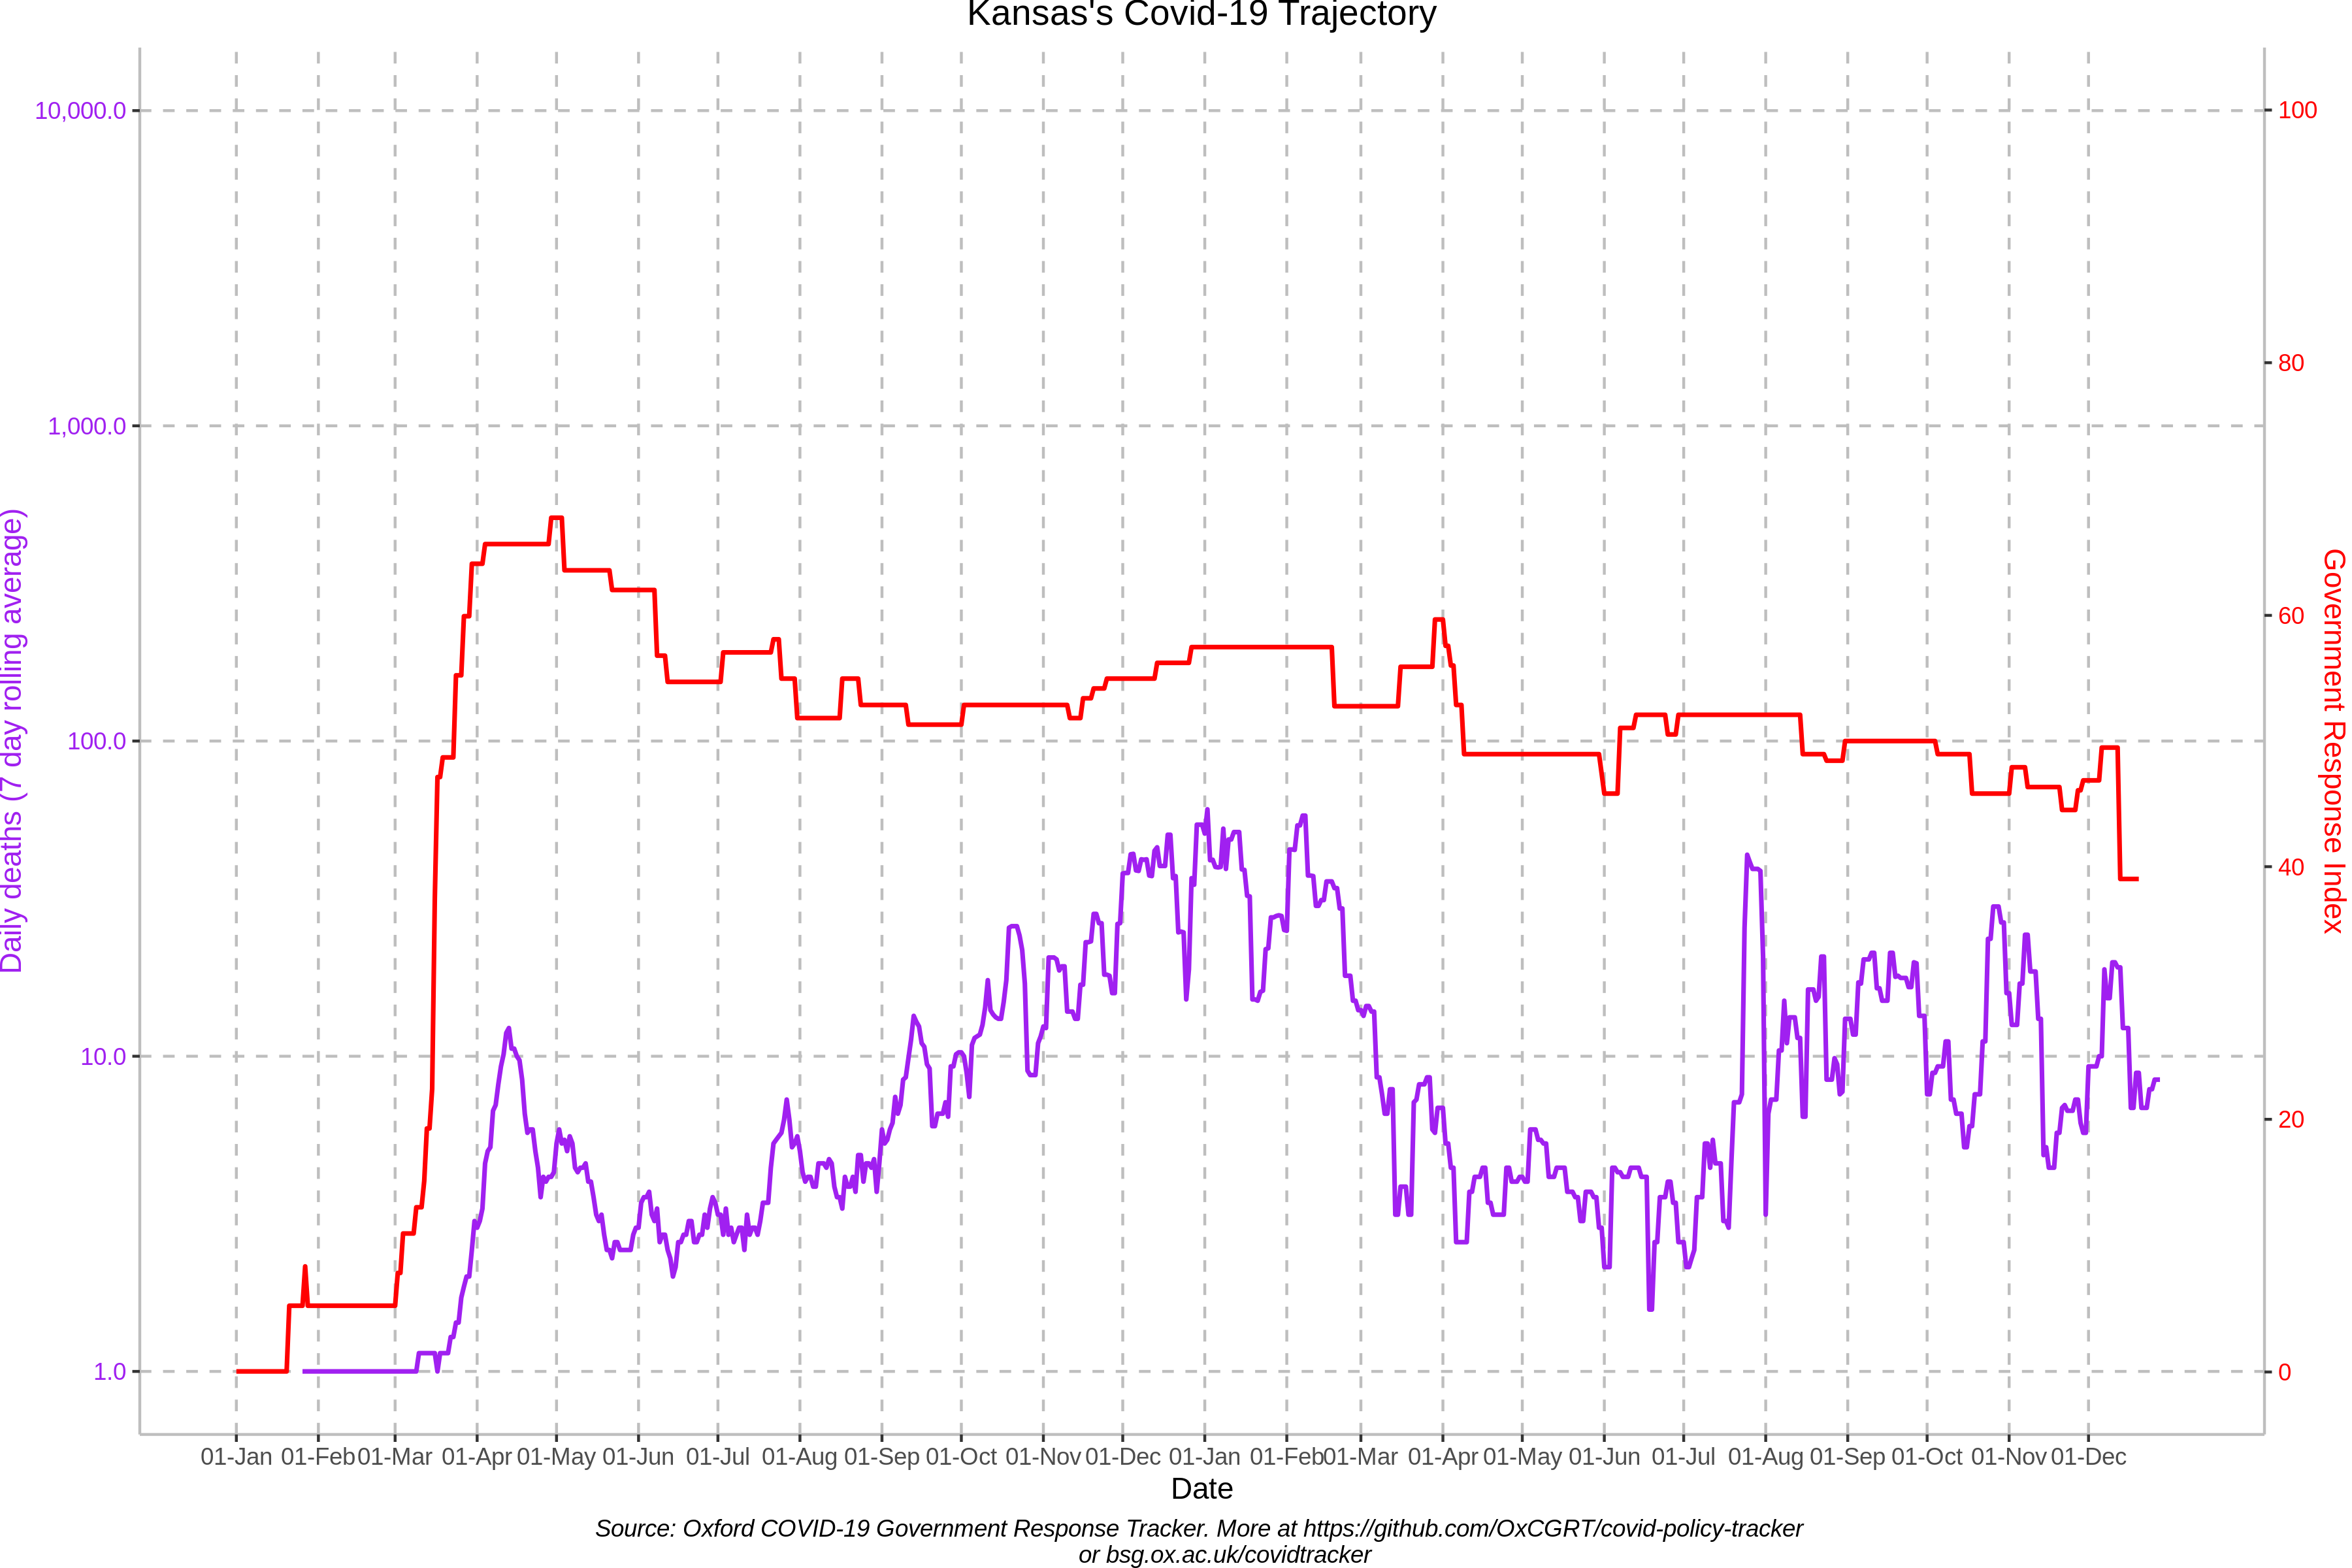 Kansas's Covid-19 Trajectory
10,000.0
1,000.0
100.0
10.0
1.0
Daily deaths (7 day rolling average)
100
80
60
40
20
0
Government Response Index
01-Jan 01-Feb 01-Mar 01-Apr 01-May 01-Jun 01-Jul 01-Aug 01-Sep 01-Oct 01-Nov 01-Dec 01-Jan 01-Feb 01-Mar 01-Apr 01-May 01-Jun 01-Jul 01-Aug 01-Sep 01-Oct 01-Nov 01-Dec
Date
Source: Oxford COVID-19 Government Response Tracker. More at https://github.com/OxCGRT/covid-policy-tracker
or bsg.ox.ac.uk/covidtracker